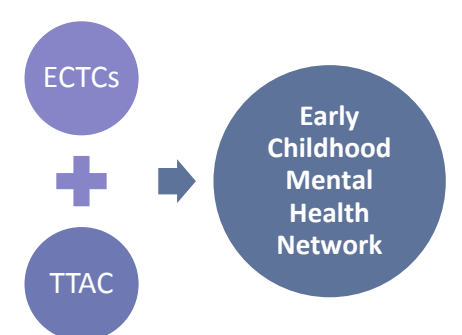 ECTCs
TTAC
Early
Childhood
Mental
Health
Network